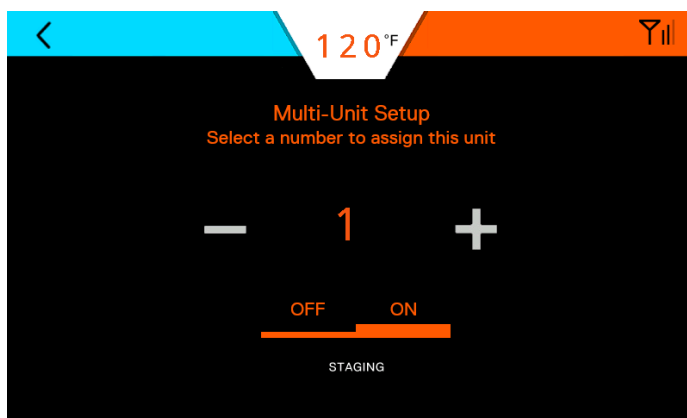 120°F
Multi-Unit Setup
Select a number to assign this unit
1
OFF ON
STAGING